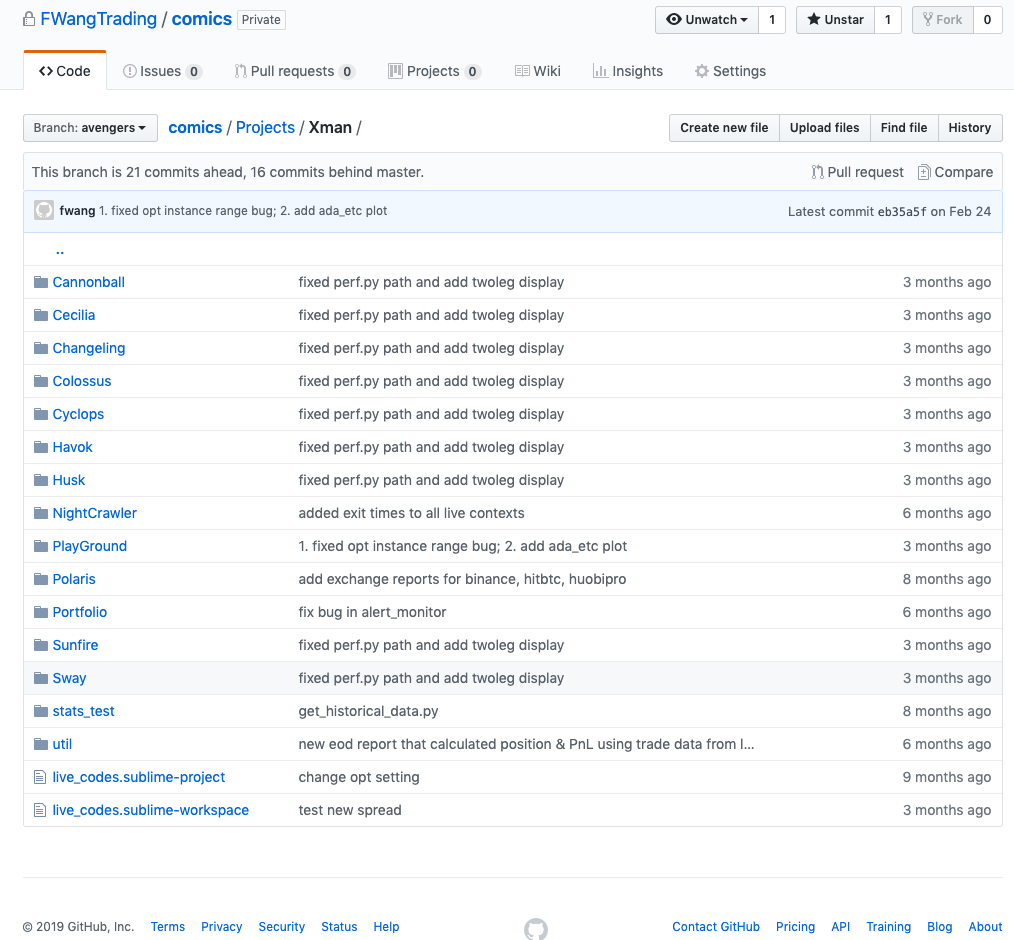 FWangTrading / comics Private Unwatch 1 Unstar 1 Fork 0
Code Issues 0 Pull requests 0 Projects 0 Wiki Insights Settings
Branch: avengers comics / Projects / Xman / Create new file Upload files Find file History
This branch is 21 commits ahead, 16 commits behind master. Pull request Compare
fwang 1. fixed opt instance range bug; 2. add ada_etc plot Latest commit eb35a5f on Feb 24
..
Cannonball fixed perf.py path and add twoleg display 3 months ago
Cecilia fixed perf.py path and add twoleg display 3 months ago
Changeling fixed perf.py path and add twoleg display 3 months ago
Colossus fixed perf.py path and add twoleg display 3 months ago
Cyclops fixed perf.py path and add twoleg display 3 months ago
Havok fixed perf.py path and add twoleg display 3 months ago
Husk fixed perf.py path and add twoleg display 3 months ago
NightCrawler added exit times to all live contexts 6 months ago
PlayGround 1. fixed opt instance range bug; 2. add ada_etc plot 3 months ago
Polaris add exchange reports for binance, hitbtc, huobipro 8 months ago
Portfolio fix bug in alert_monitor 6 months ago
Sunfire fixed perf.py path and add twoleg display 3 months ago
Sway fixed perf.py path and add twoleg display 3 months ago
stats_test get_historical_data.py 8 months ago
util new eod report that calculated position & PnL using trade data from l... 6 months ago
live_codes.sublime-project change opt setting 9 months ago
live_codes.sublime-workspace test new spread 3 months ago
© 2019 GitHub, Inc. Terms Privacy Security Status Help Contact GitHub Pricing API Training Blog About